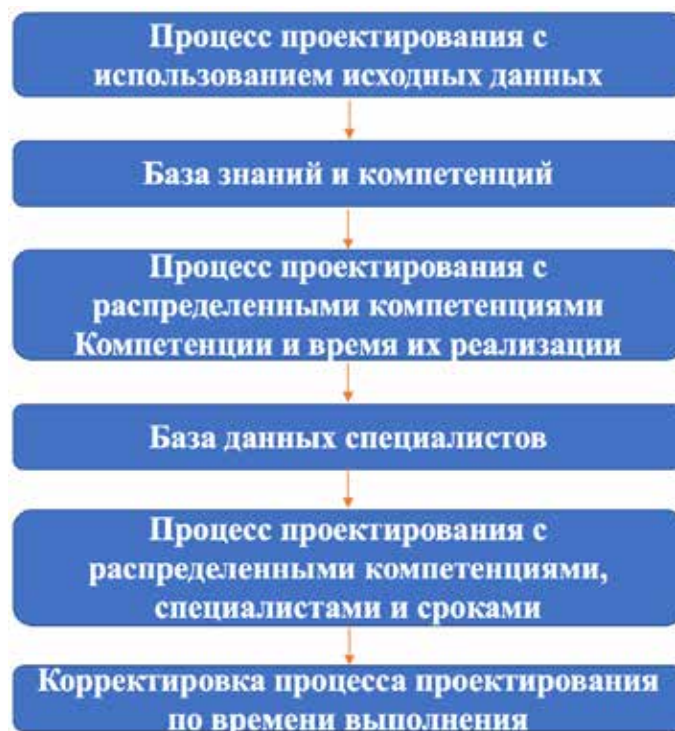 Процесс проектирования с
использованием исходных данных
База знаний и компетенций
Процесс проектирования с
распределенными компетенциями
Компетенции и время их реализации
База данных специалистов
Процесс проектирования с
распределенными компетенциями,
специалистами и сроками
Корректировка процесса проектирования
по времени выполнения